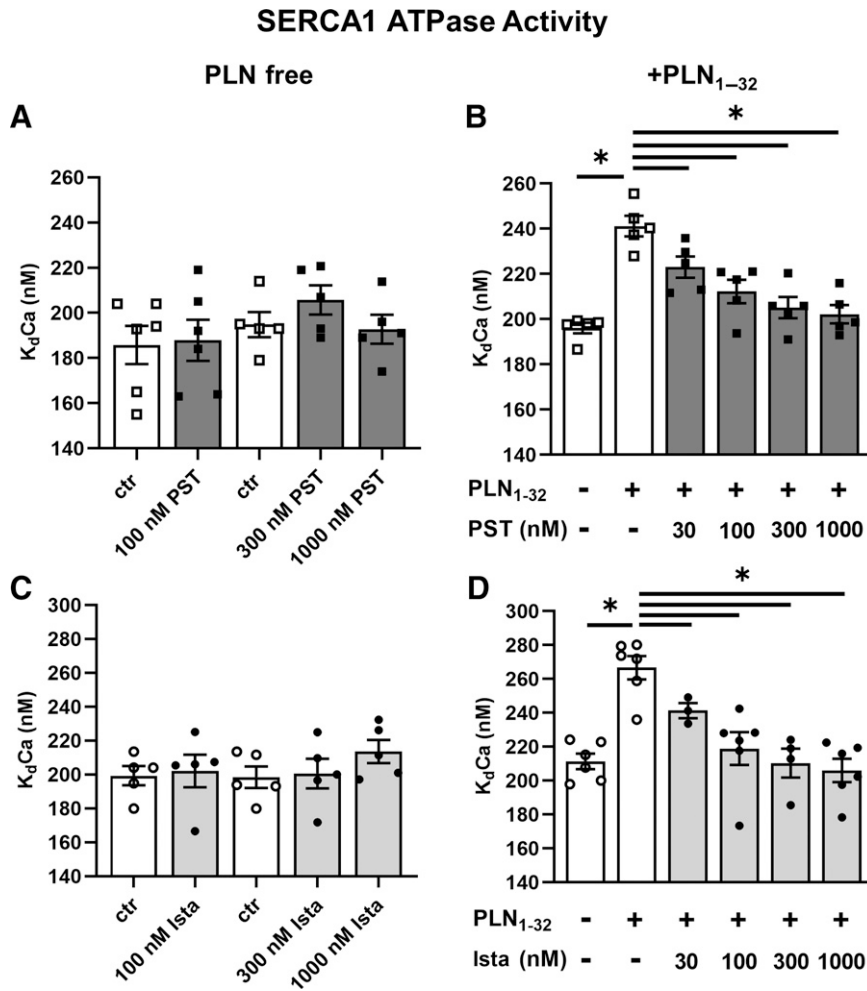 SERCA1 ATPase Activity
PLN free
+PLN1–32
A
KdCa (nM)
260
240
220
200
180
160
140
ctr
100 nM PST
ctr
300 nM PST
1000 nM PST
B
*
*
KdCa (nM)
260
240
220
200
180
160
140
PLN1-32 - + + + + +
PST (nM) - - 30 100 300 1000
C
KdCa (nM)
300
280
260
240
220
200
180
160
140
ctr
100 nM Ista
ctr
300 nM Ista
1000 nM Ista
D
*
*
KdCa (nM)
300
280
260
240
220
200
180
160
140
PLN1-32 - + + + + +
Ista (nM) - - 30 100 300 1000